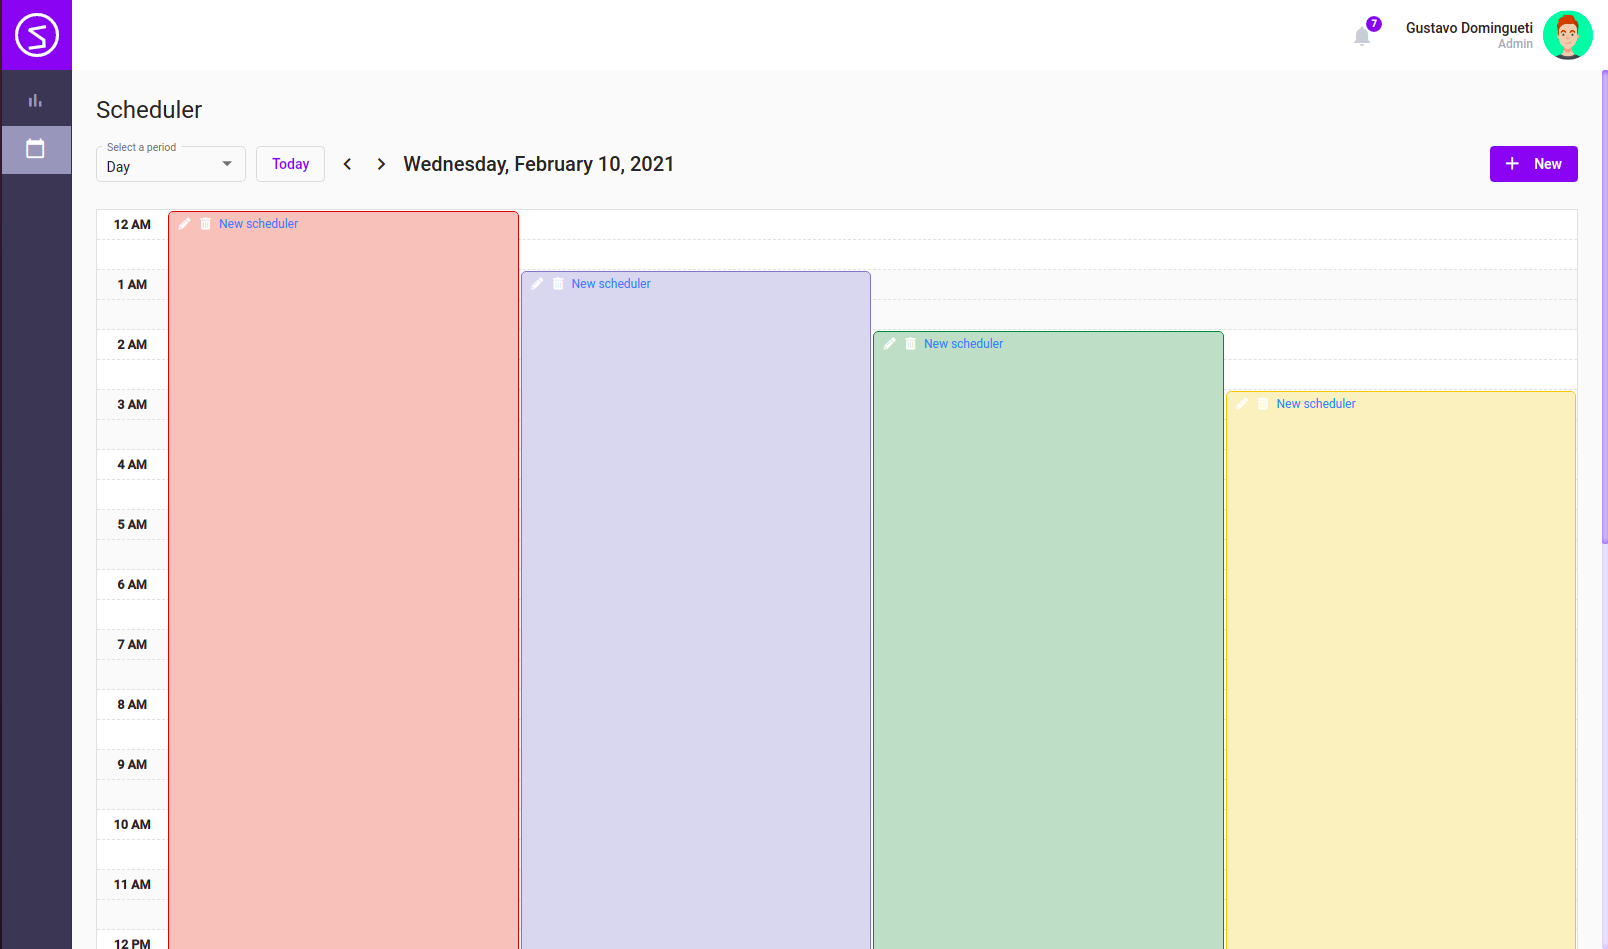 7
Gustavo Domingueti
Admin
Scheduler
Select a period
Day
Today
Wednesday, February 10, 2021
New
12 AM
New scheduler
1 AM
New scheduler
2 AM
New scheduler
3 AM
New scheduler
4 AM
5 AM
6 AM
7 AM
8 AM
9 AM
10 AM
11 AM
12 PM